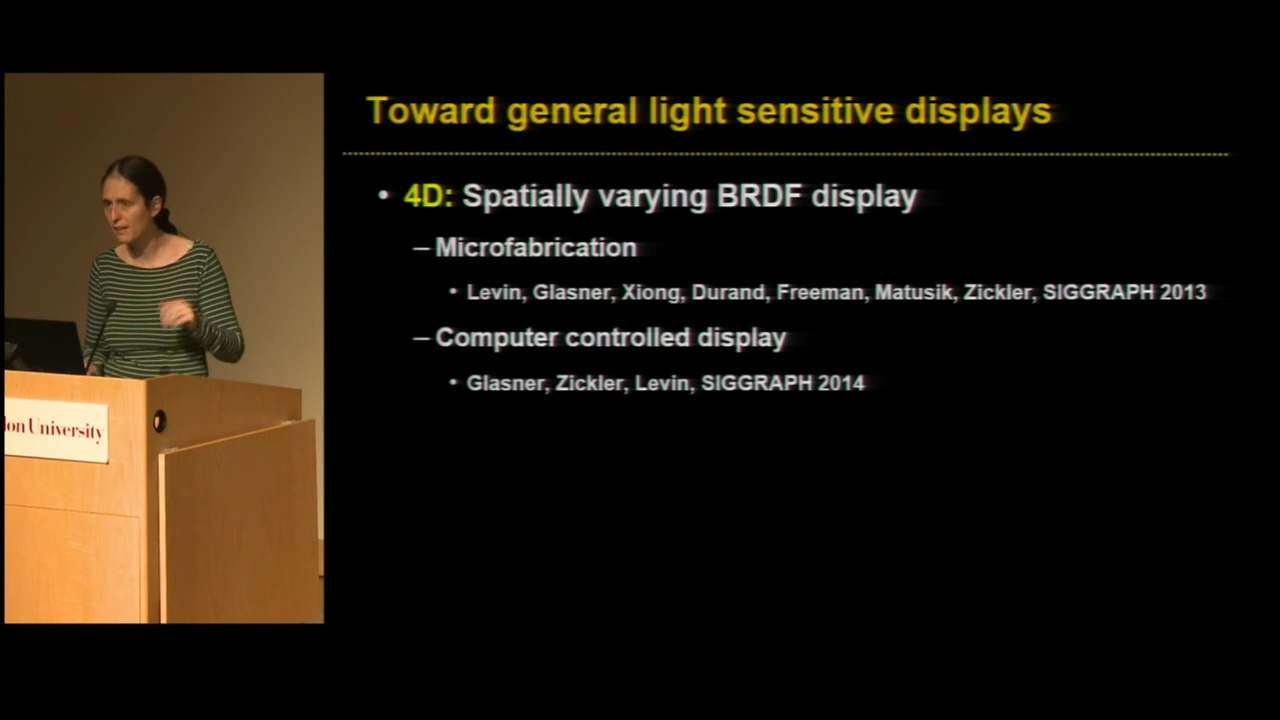 Toward general light sensitive displays
• 4D: Spatially varying BRDF display
– Microfabrication
• Levin, Glasner, Xiong, Durand, Freeman, Matusik, Zickler, SIGGRAPH 2013
– Computer controlled display
• Glasner, Zickler, Levin, SIGGRAPH 2014
University